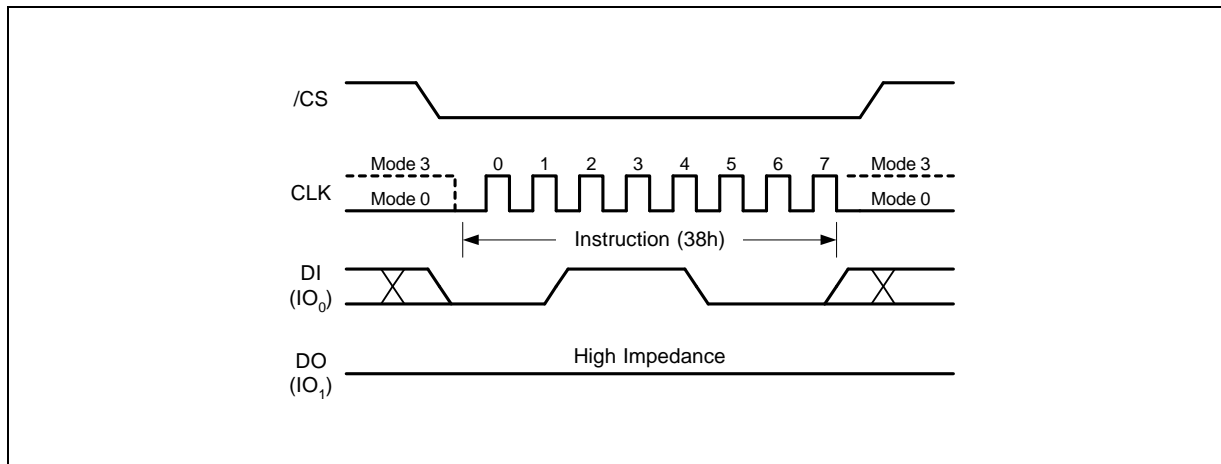 /CS
Mode 3 0 1 2 3 4 5 6 7 Mode 3
CLK
Mode 0 Mode 0
Instruction (38h)
DI
(IO0)
High Impedance
DO
(IO1)